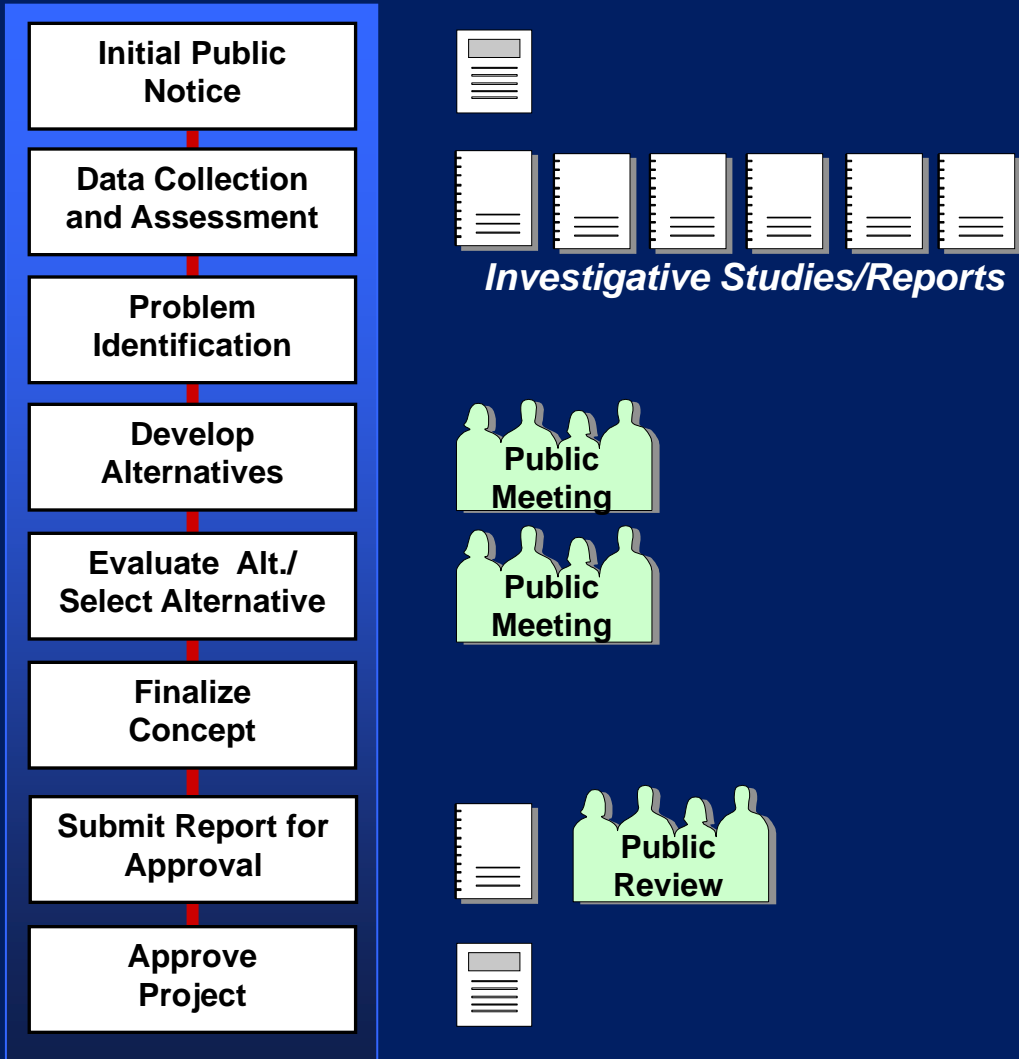 Initial Public
Notice
Data Collection
and Assessment
Investigative Studies/Reports
Problem
Identification
Develop
Alternatives
Public
Meeting
Evaluate Alt./
Select Alternative
Public
Meeting
Finalize
Concept
Submit Report for
Approval
Public
Review
Approve
Project